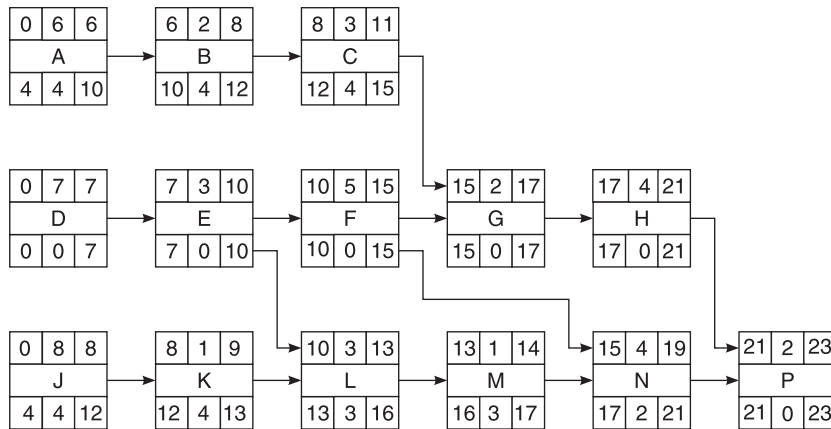 0 6 6
A
4 4 10
6 2 8
B
10 4 12
8 3 11
C
12 4 15
0 7 7
D
0 0 7
7 3 10
E
7 0 10
10 5 15
F
10 0 15
15 2 17
G
15 0 17
17 4 21
H
17 0 21
0 8 8
J
4 4 12
8 1 9
K
12 4 13
10 3 13
L
13 3 16
13 1 14
M
16 3 17
15 4 19
N
17 2 21
21 2 23
P
21 0 23